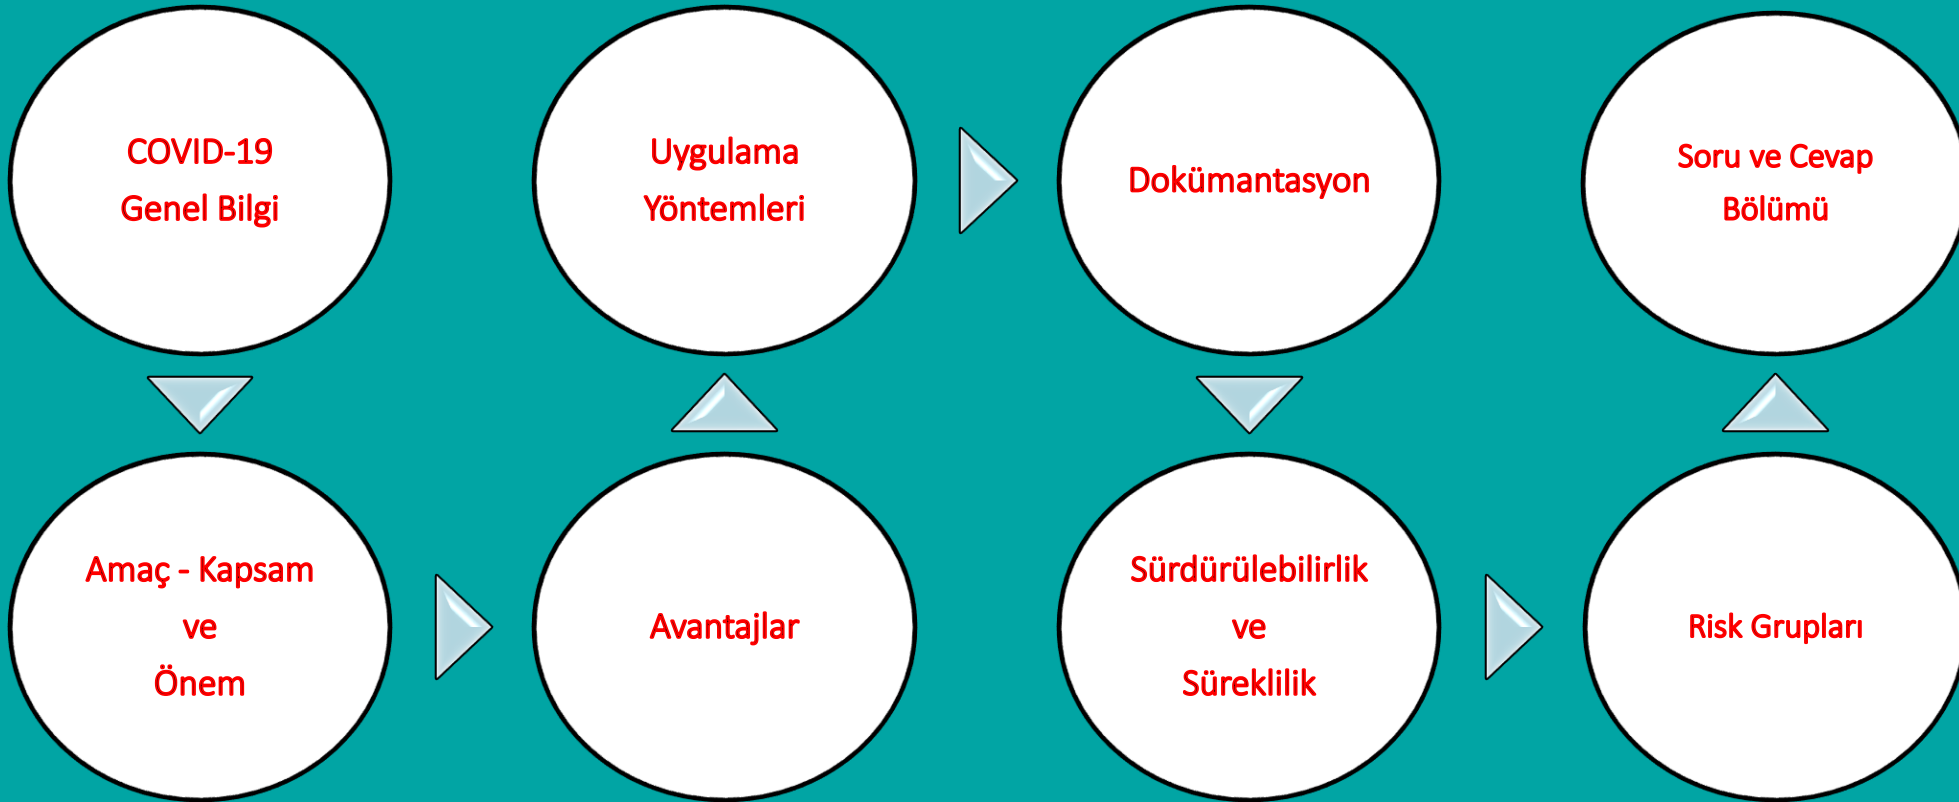 COVID-19
Genel Bilgi
Amaç - Kapsam
ve
Önem
Avantajlar
Uygulama
Yöntemleri
Dokümantasyon
Sürdürülebilirlik
ve
Süreklilik
Risk Grupları
Soru ve Cevap
Bölümü